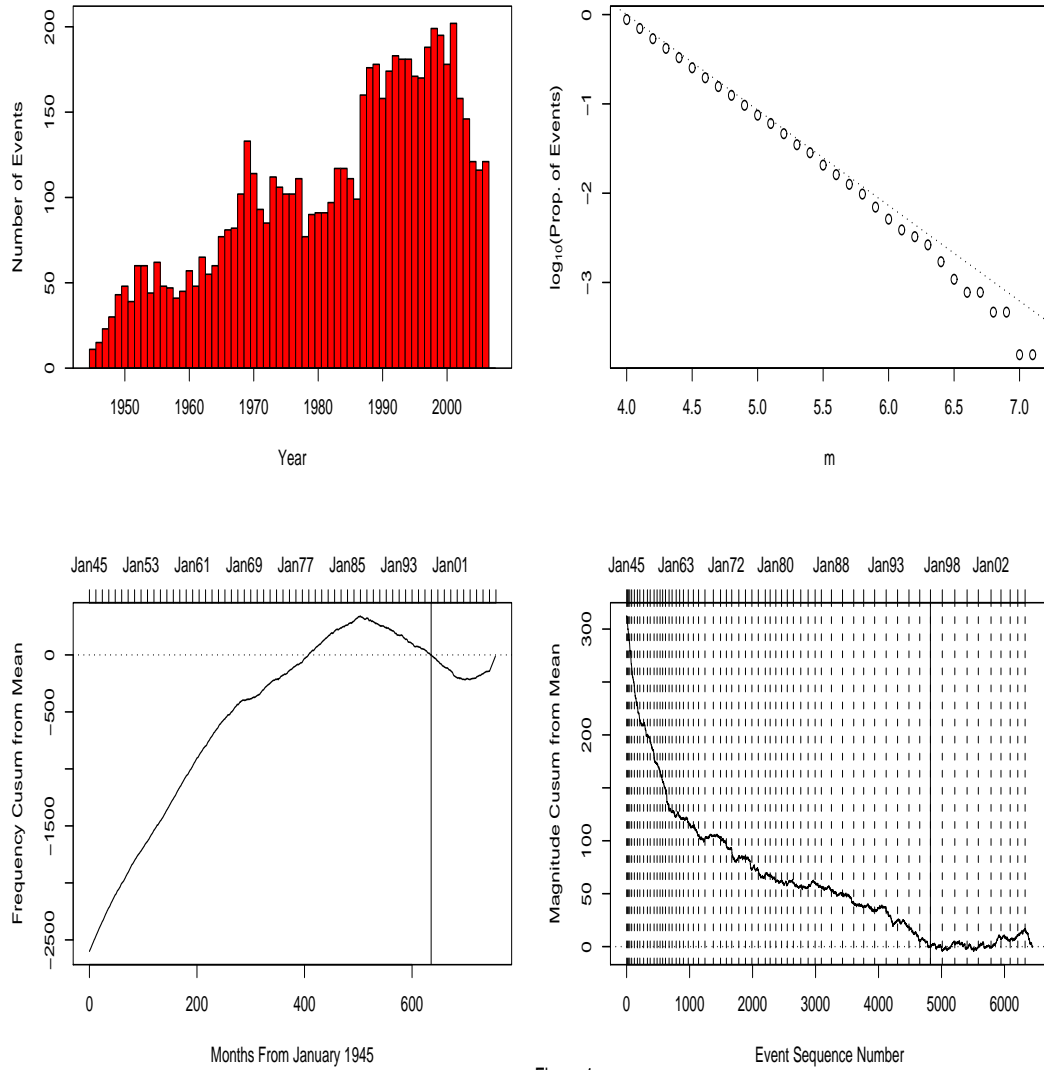 Number of Events
0 50 100 150 200
1950 1960 1970 1980 1990 2000
Year
log₁₀(Prop. of Events)
0 −1 −2 −3
4.0 4.5 5.0 5.5 6.0 6.5 7.0
m
Jan45 Jan53 Jan61 Jan69 Jan77 Jan85 Jan93 Jan01
Frequency Cusum from Mean
0 −500 −1500 −2500
0 200 400 600
Months From January 1945
Jan45 Jan63 Jan72 Jan80 Jan88 Jan93 Jan98 Jan02
Magnitude Cusum from Mean
0 50 100 200 300
0 1000 2000 3000 4000 5000 6000
Event Sequence Number